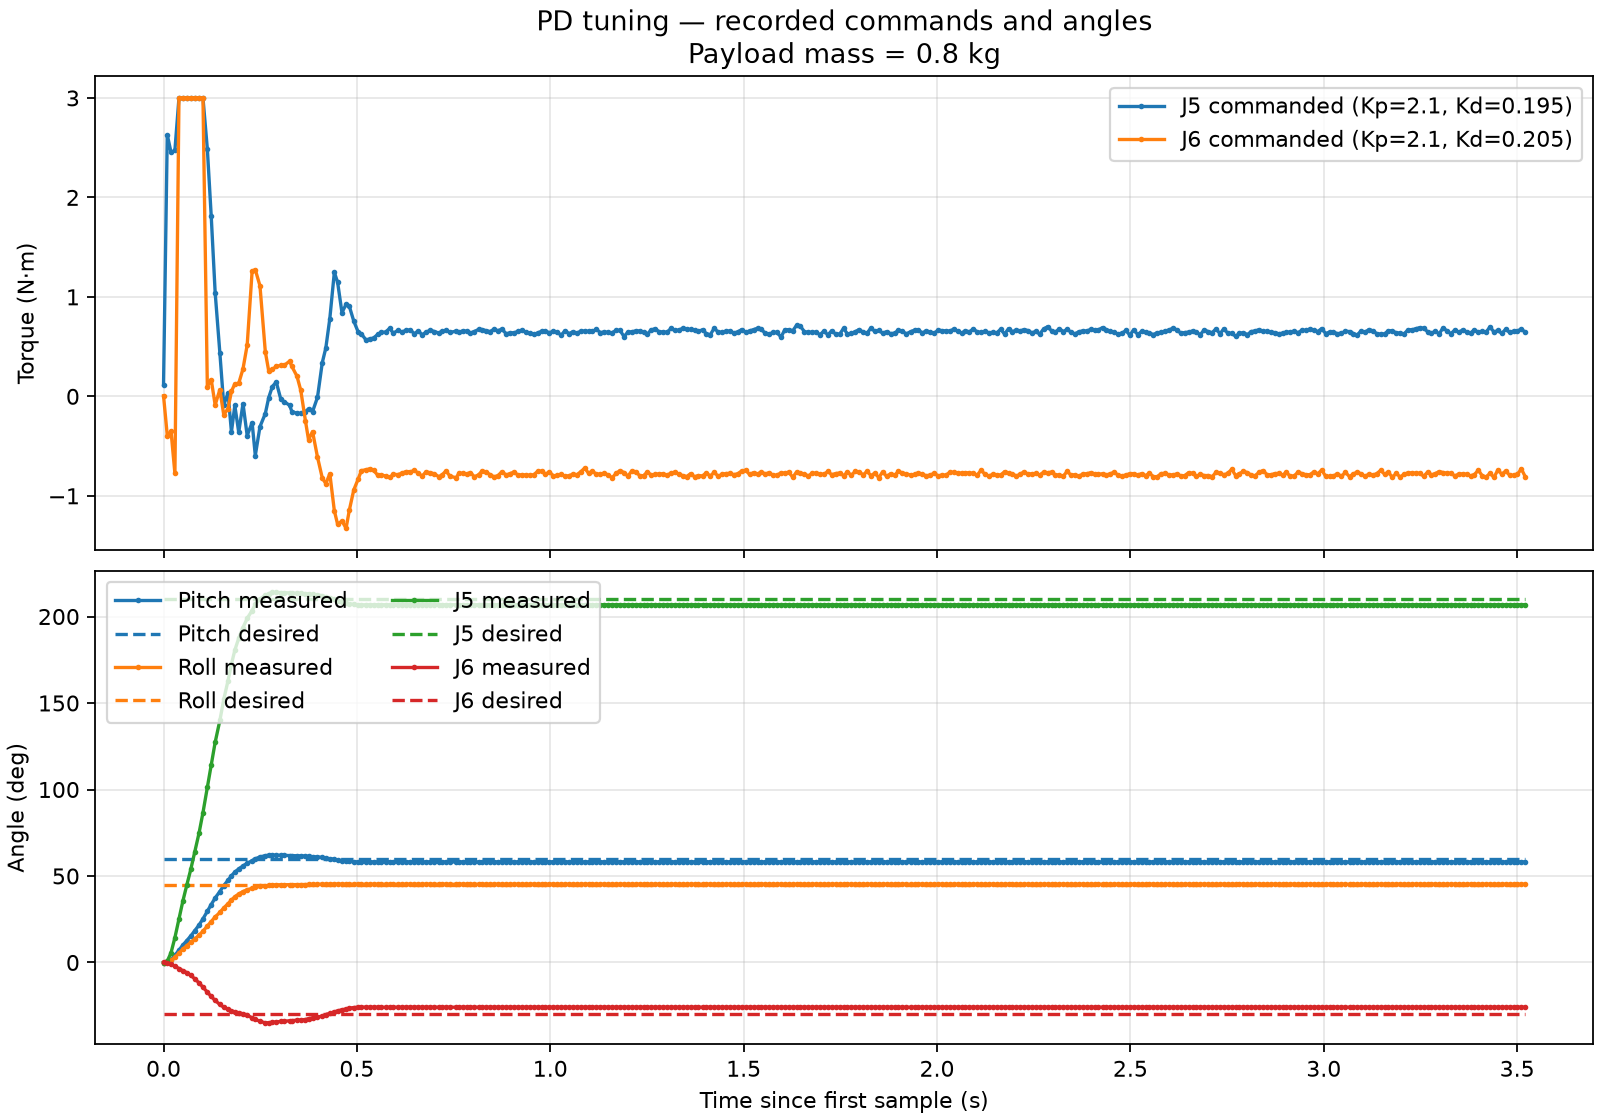 PD tuning — recorded commands and angles
Payload mass = 0.8 kg
3
2
1
0
−1
Torque (N·m)
J5 commanded (Kp=2.1, Kd=0.195)
J6 commanded (Kp=2.1, Kd=0.205)
200
150
100
50
0
Angle (deg)
Pitch measured
Pitch desired
Roll measured
Roll desired
J5 measured
J5 desired
J6 measured
J6 desired
0.0 0.5 1.0 1.5 2.0 2.5 3.0 3.5
Time since first sample (s)